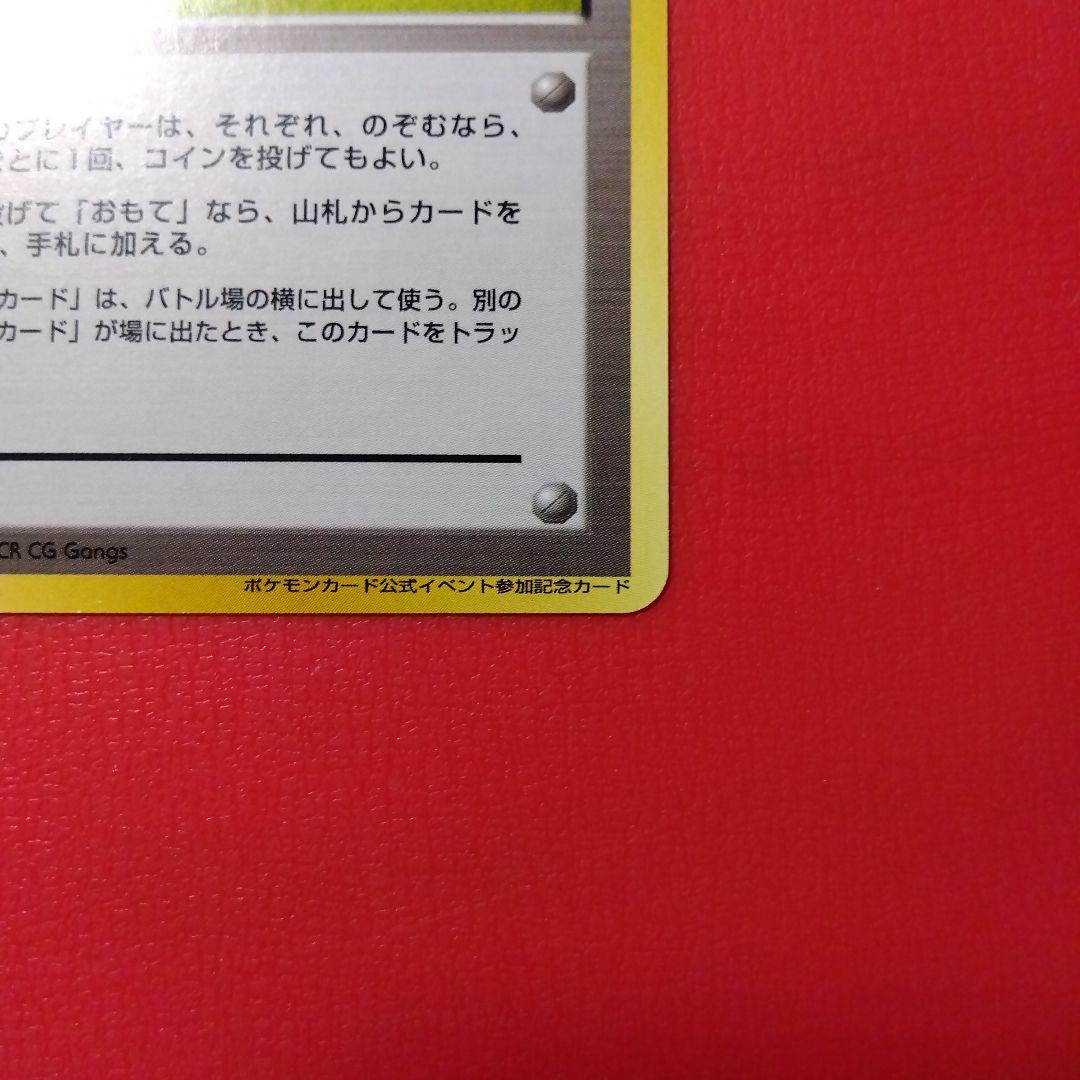 プレイヤーは、それぞれ、のぞむなら、
とに1回、コインを投げてもよい。
げて「おもて」なら、山札からカードを
、手札に加える。
カード」は、バトル場の横に出して使う。別の
カード」が場に出たとき、このカードをトラッ
CR CG Gangs
ポケモンカード公式イベント参加記念カード